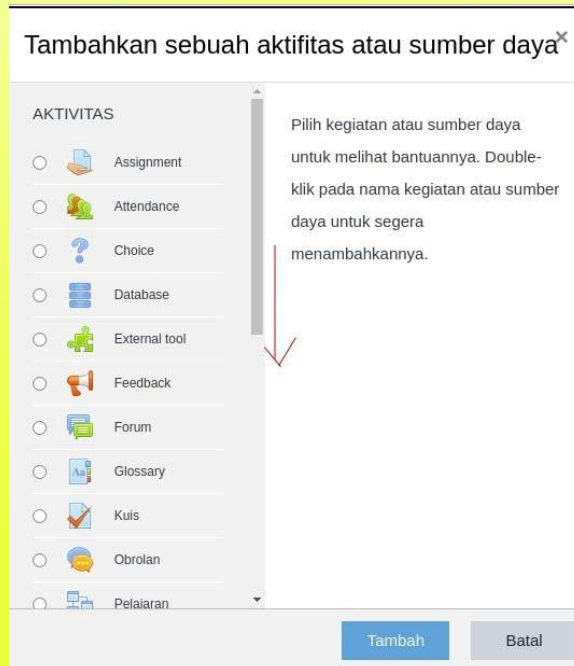 Tambahkan sebuah aktifitas atau sumber daya
×
AKTIVITAS
Assignment
Attendance
Choice
Database
External tool
Feedback
Forum
Glossary
Kuis
Obrolan
Pelajaran
Pilih kegiatan atau sumber daya
untuk melihat bantuannya. Double-
klik pada nama kegiatan atau sumber
daya untuk segera
menambahkannya.
Tambah
Batal